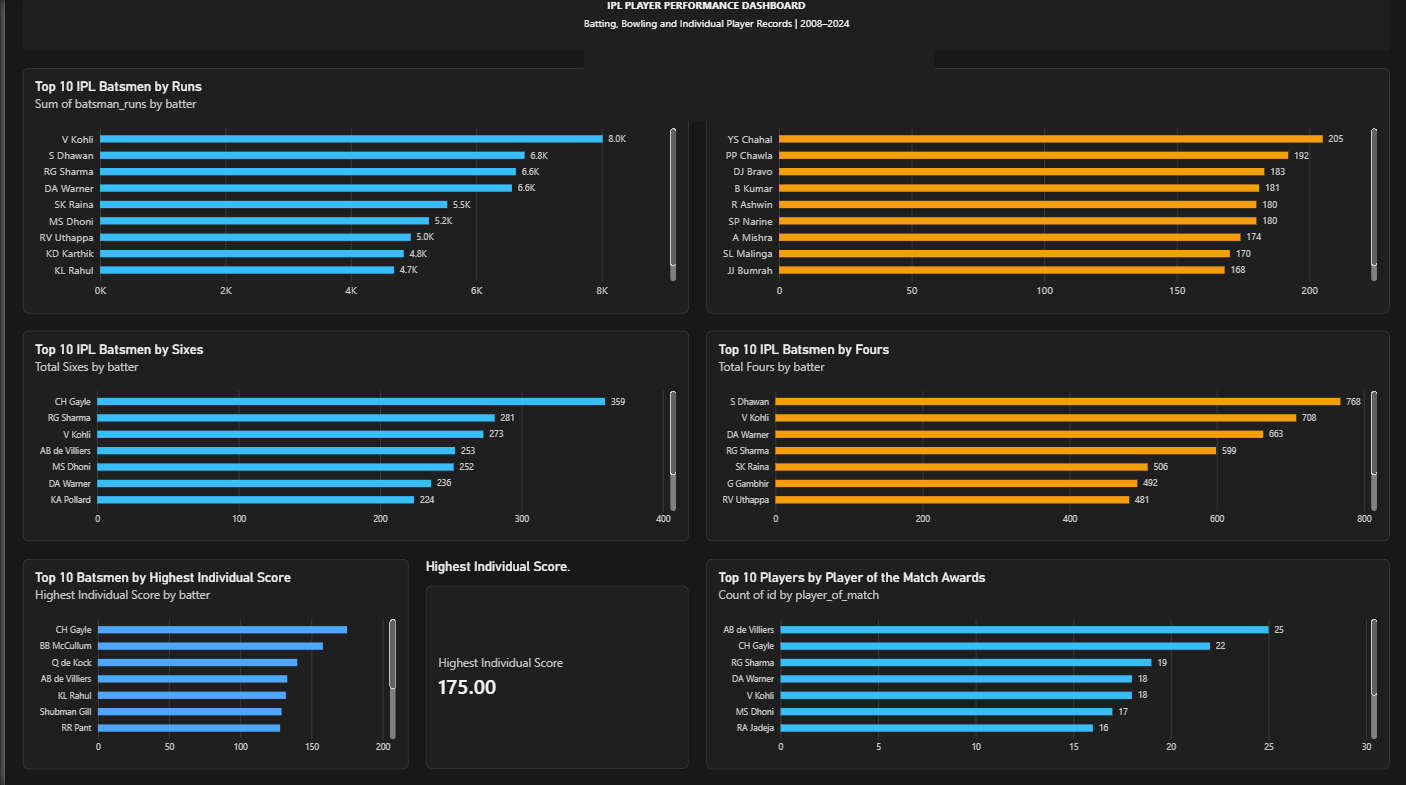 IPL PLAYER PERFORMANCE DASHBOARD
Batting, Bowling and Individual Player Records | 2008–2024
Top 10 IPL Batsmen by Runs
Sum of batsman_runs by batter
V Kohli 8.0K
S Dhawan 6.8K
RG Sharma 6.6K
DA Warner 6.6K
SK Raina 5.5K
MS Dhoni 5.2K
RV Uthappa 5.0K
KD Karthik 4.8K
KL Rahul 4.7K
0K 2K 4K 6K 8K
YS Chahal 205
PP Chawla 192
DJ Bravo 183
B Kumar 181
R Ashwin 180
SP Narine 180
A Mishra 174
SL Malinga 170
JJ Bumrah 168
0 50 100 150 200
Top 10 IPL Batsmen by Sixes
Total Sixes by batter
CH Gayle 359
RG Sharma 281
V Kohli 273
AB de Villiers 253
MS Dhoni 252
DA Warner 236
KA Pollard 224
0 100 200 300 400
Top 10 IPL Batsmen by Fours
Total Fours by batter
S Dhawan 768
V Kohli 708
DA Warner 663
RG Sharma 599
SK Raina 506
G Gambhir 492
RV Uthappa 481
0 200 400 600 800
Top 10 Batsmen by Highest Individual Score
Highest Individual Score by batter
CH Gayle
BB McCullum
Q de Kock
AB de Villiers
KL Rahul
Shubman Gill
RR Pant
0 50 100 150 200
Highest Individual Score.
Highest Individual Score
175.00
Top 10 Players by Player of the Match Awards
Count of id by player_of_match
AB de Villiers 25
CH Gayle 22
RG Sharma 19
DA Warner 18
V Kohli 18
MS Dhoni 17
RA Jadeja 16
0 5 10 15 20 25 30